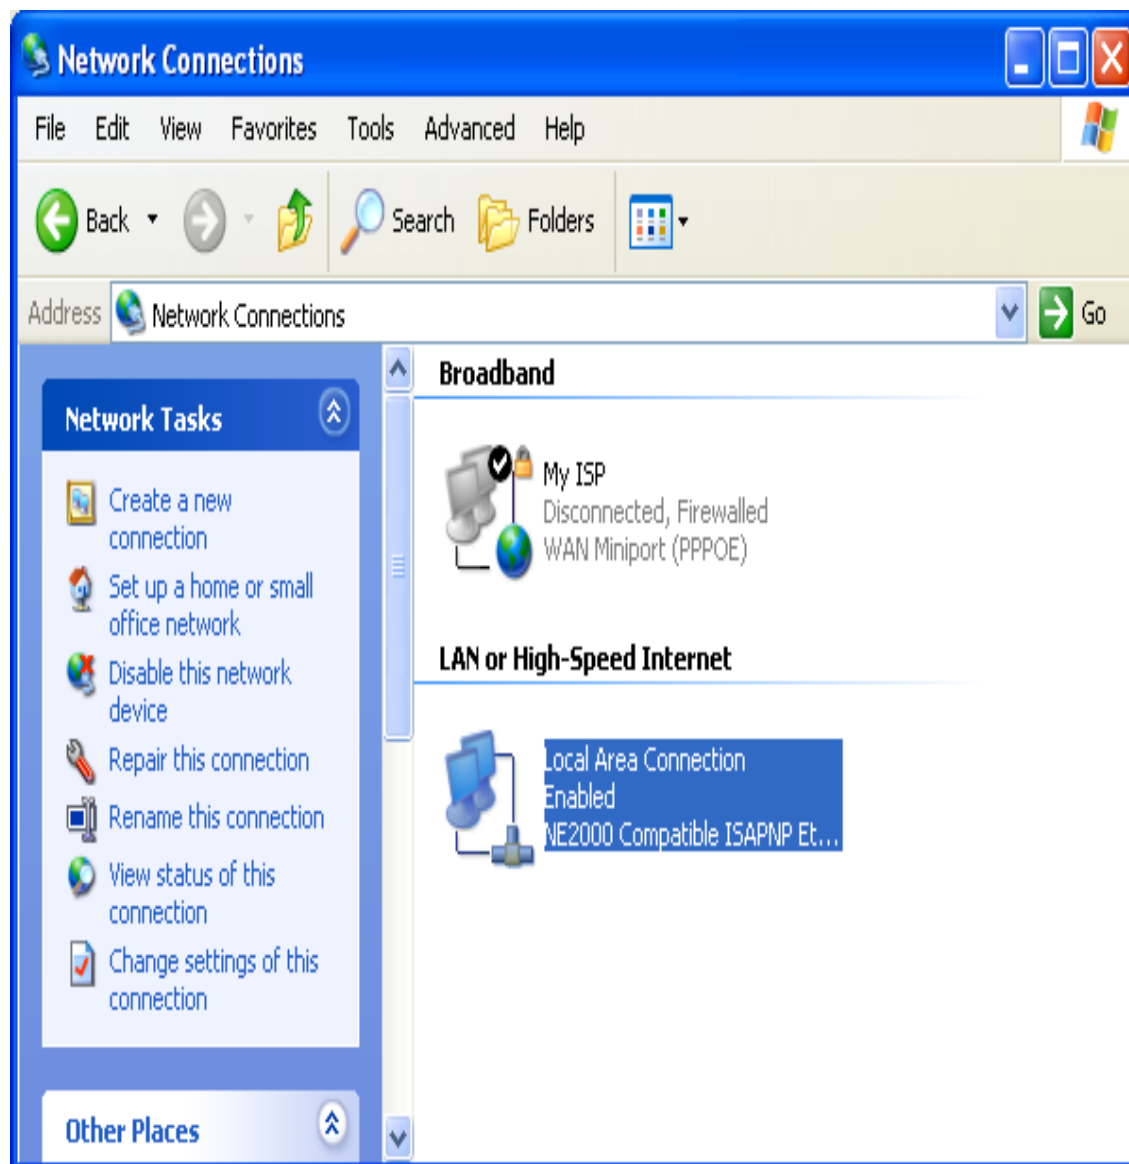 Network Connections
File Edit View Favorites Tools Advanced Help
Back Search Folders
Address Network Connections Go
Network Tasks
Create a new
connection
Set up a home or small
office network
Disable this network
device
Repair this connection
Rename this connection
View status of this
connection
Change settings of this
connection
Other Places
Broadband
My ISP
Disconnected, Firewalled
WAN Miniport (PPPOE)
LAN or High-Speed Internet
Local Area Connection
Enabled
NE2000 Compatible ISAPNP Et...